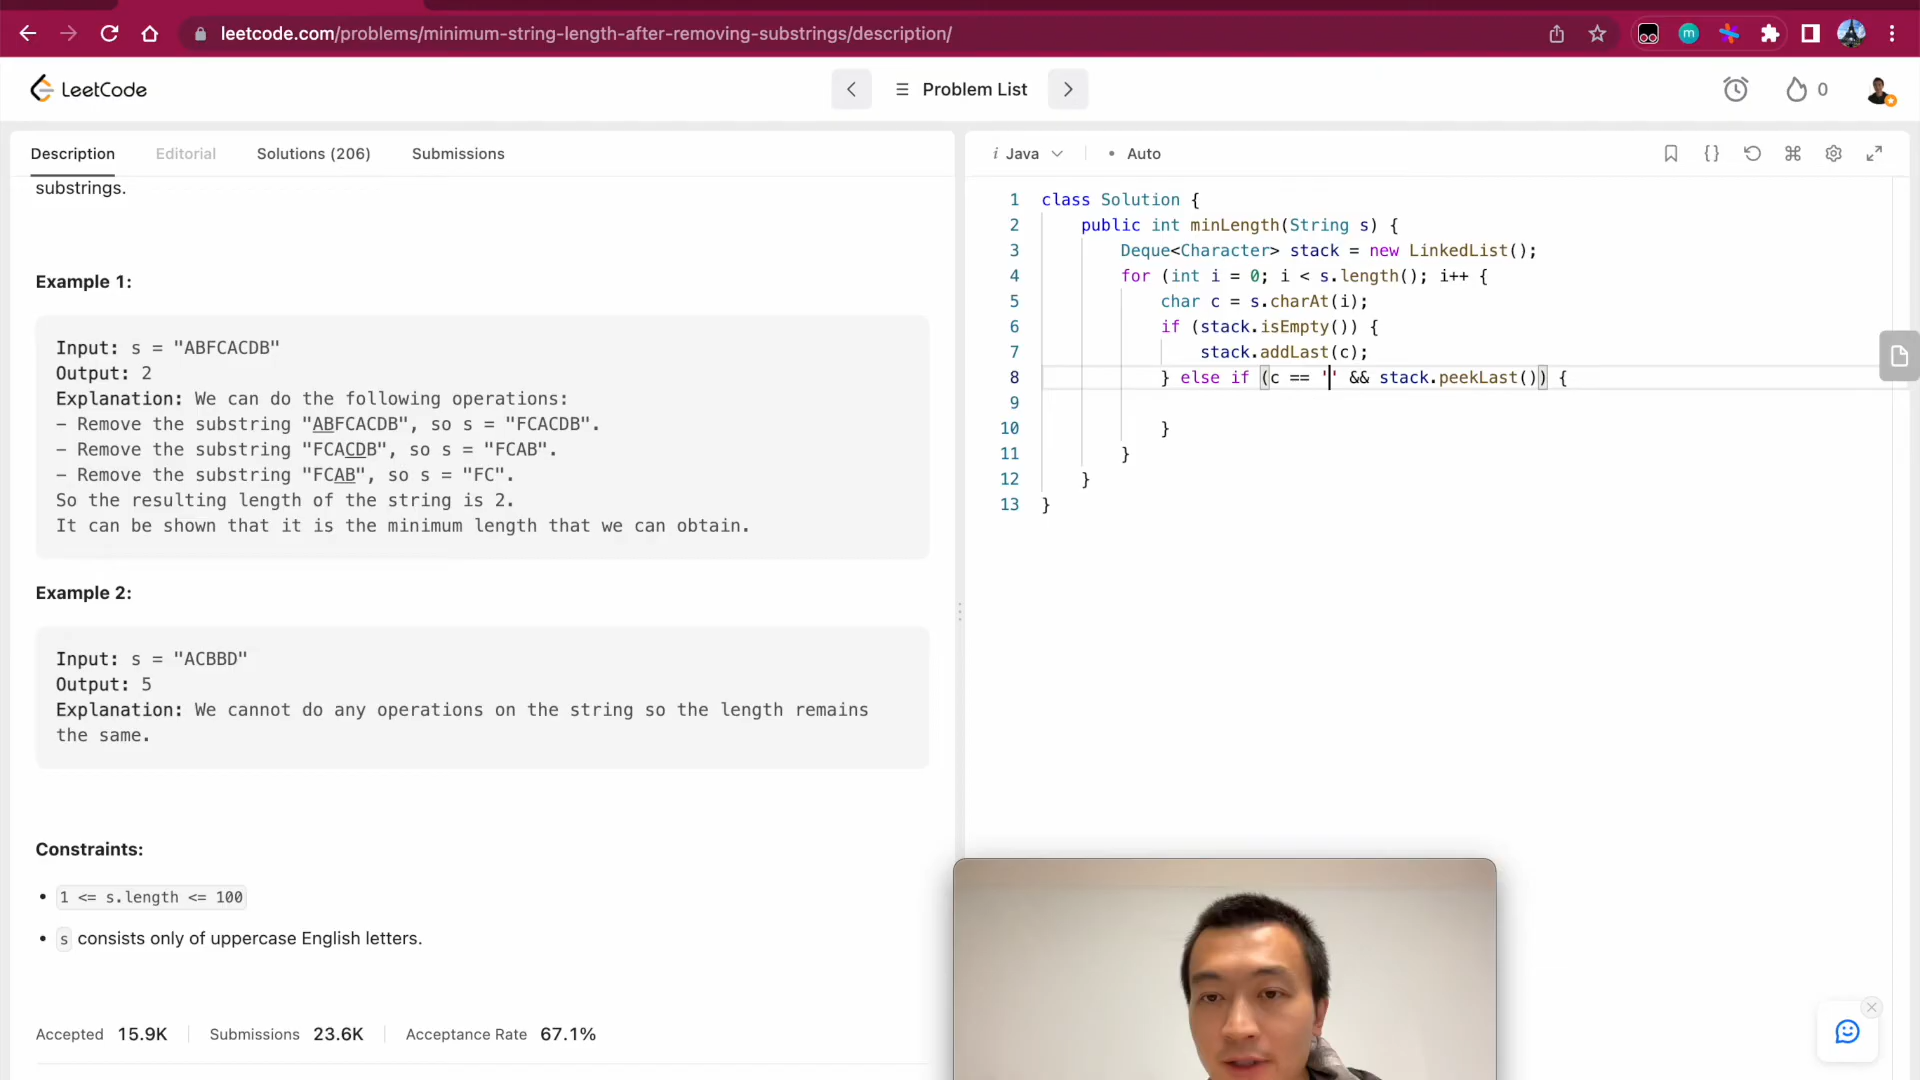 leetcode.com/problems/minimum-string-length-after-removing-substrings/description/
m
LeetCode
Problem List
0
Description
Editorial
Solutions (206)
Submissions
substrings.
Example 1:
Input: s = "ABFCACDB"
Output: 2
Explanation: We can do the following operations:
- Remove the substring "ABFCACDB", so s = "FCACDB".
- Remove the substring "FCACDB", so s = "FCAB".
- Remove the substring "FCAB", so s = "FC".
So the resulting length of the string is 2.
It can be shown that it is the minimum length that we can obtain.
Example 2:
Input: s = "ACBBD"
Output: 5
Explanation: We cannot do any operations on the string so the length remains
the same.
Constraints:
• 1 <= s.length <= 100
• s consists only of uppercase English letters.
Accepted 15.9K
Submissions 23.6K
Acceptance Rate 67.1%
i Java
• Auto
{}
1 class Solution {
2 public int minLength(String s) {
3 Deque<Character> stack = new LinkedList();
4 for (int i = 0; i < s.length(); i++ {
5 char c = s.charAt(i);
6 if (stack.isEmpty()) {
7 stack.addLast(c);
8 } else if (c == '' && stack.peekLast()) {
9
10 }
11 }
12 }
13 }